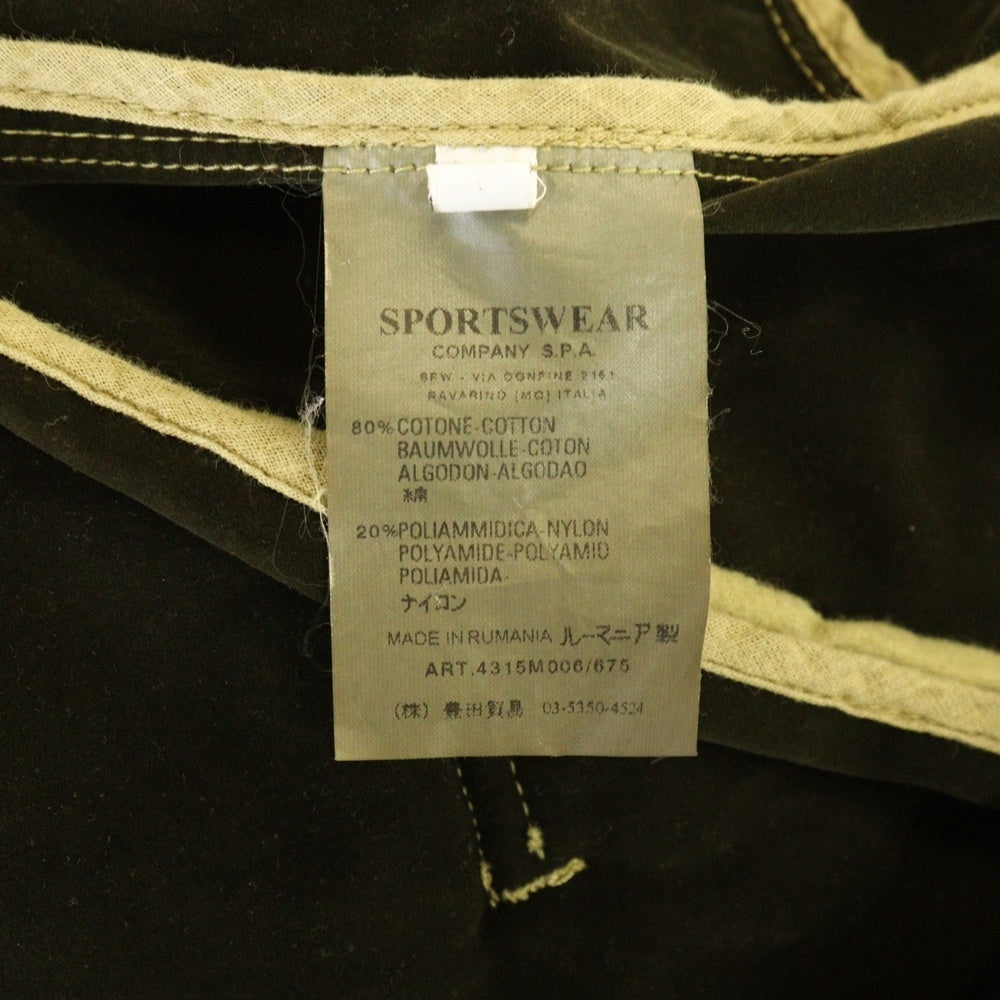 SPORTSWEAR
COMPANY S.P.A.
SFW - VIA CONFINE 2161
RAVARINO (MO) ITALIA
80% COTONE-COTTON
BAUMWOLLE-COTON
ALGODON-ALGODAO
綿
20% POLIAMMIDICA-NYLON
POLYAMIDE-POLYAMID
POLIAMIDA-
ナイロン
MADE IN RUMANIA ルーマニア製
ART.4315M006/675
(株) 豊田貿易 03-5350-4524